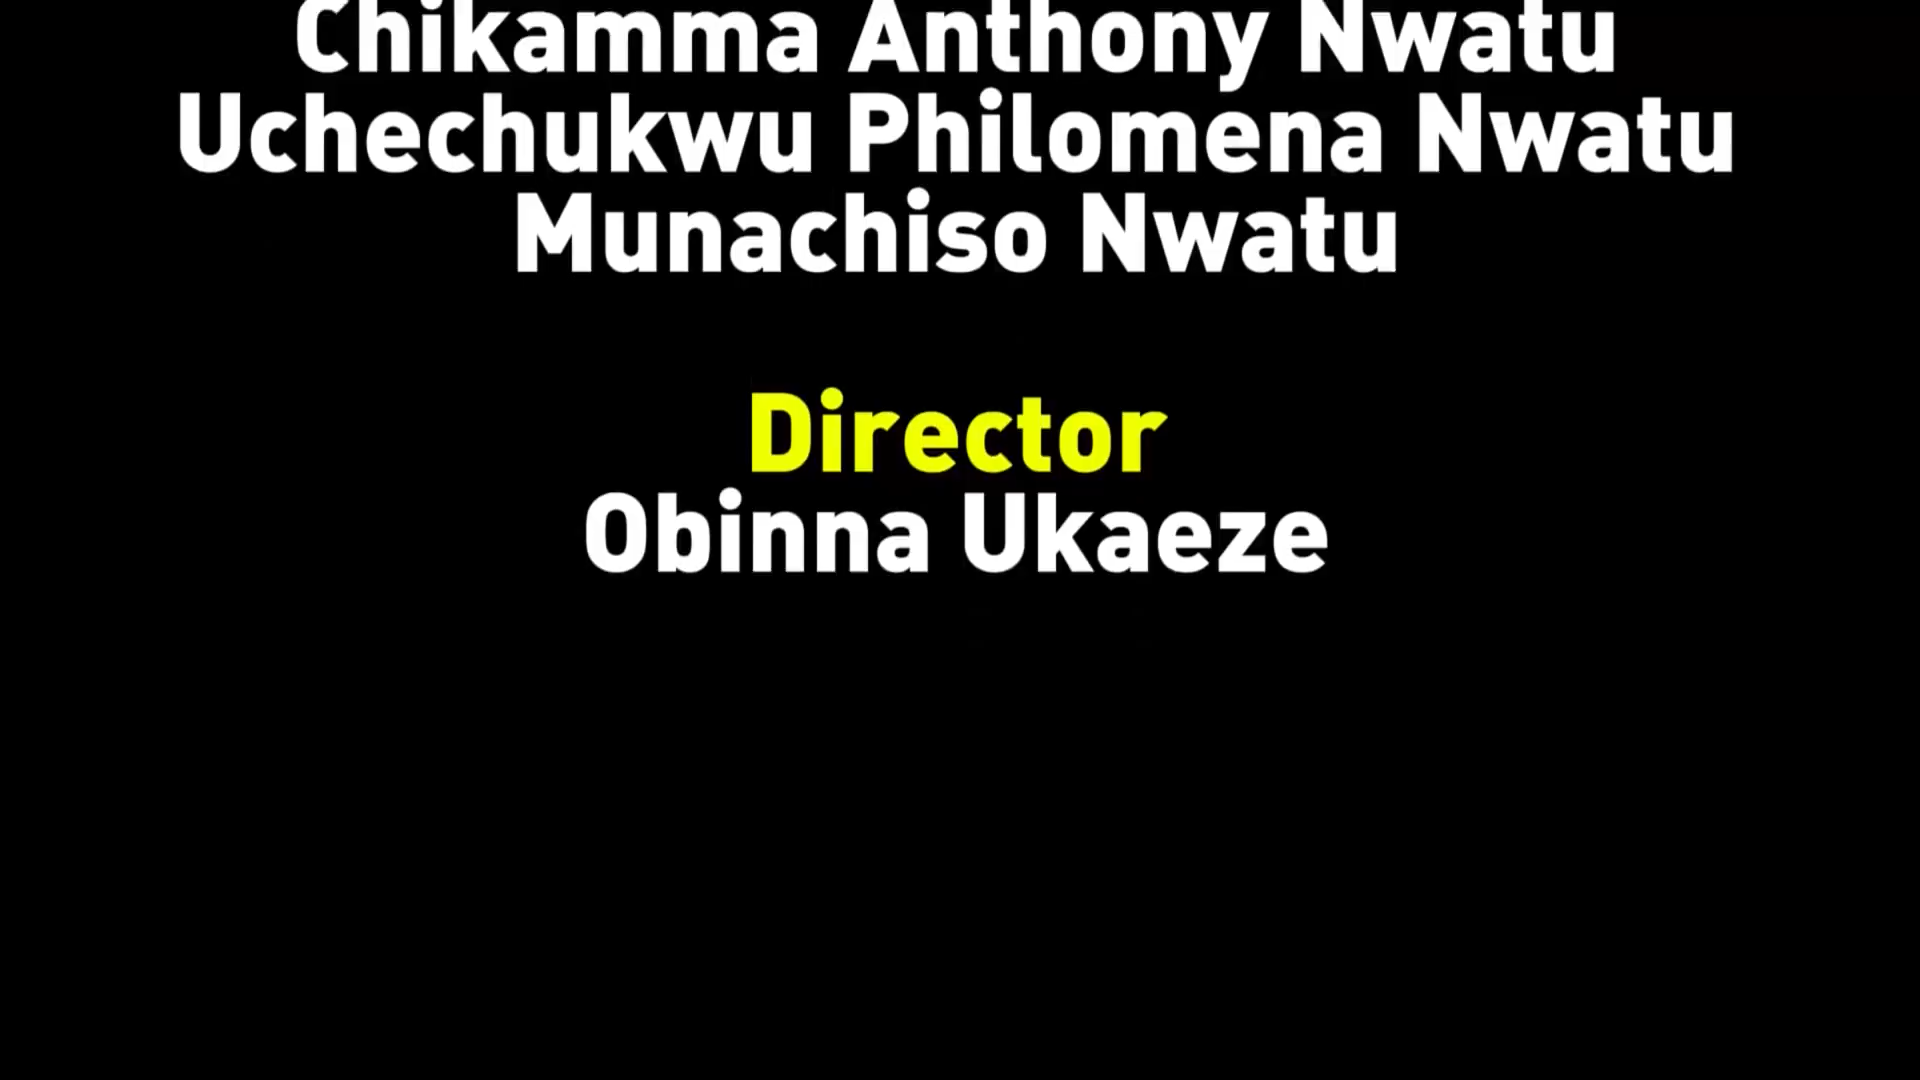 Chikamma Anthony Nwatu
Uchechukwu Philomena Nwatu
Munachiso Nwatu
Director
Obinna Ukaeze